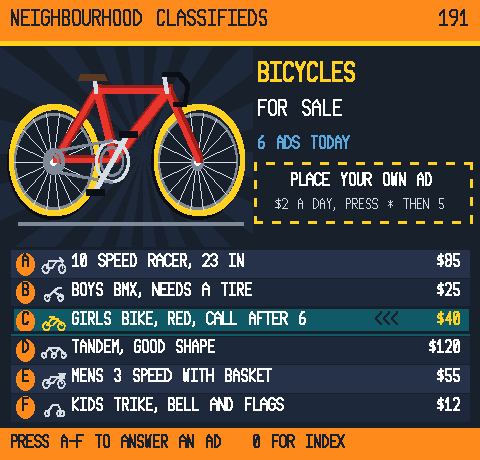 NEIGHBOURHOOD CLASSIFIEDS 191
BICYCLES
FOR SALE
6 ADS TODAY
PLACE YOUR OWN AD
$2 A DAY, PRESS * THEN 5
A 10 SPEED RACER, 23 IN $85
B BOYS BMX, NEEDS A TIRE $25
C GIRLS BIKE, RED, CALL AFTER 6 <<< $40
D TANDEM, GOOD SHAPE $120
E MENS 3 SPEED WITH BASKET $55
F KIDS TRIKE, BELL AND FLAGS $12
PRESS A-F TO ANSWER AN AD 0 FOR INDEX